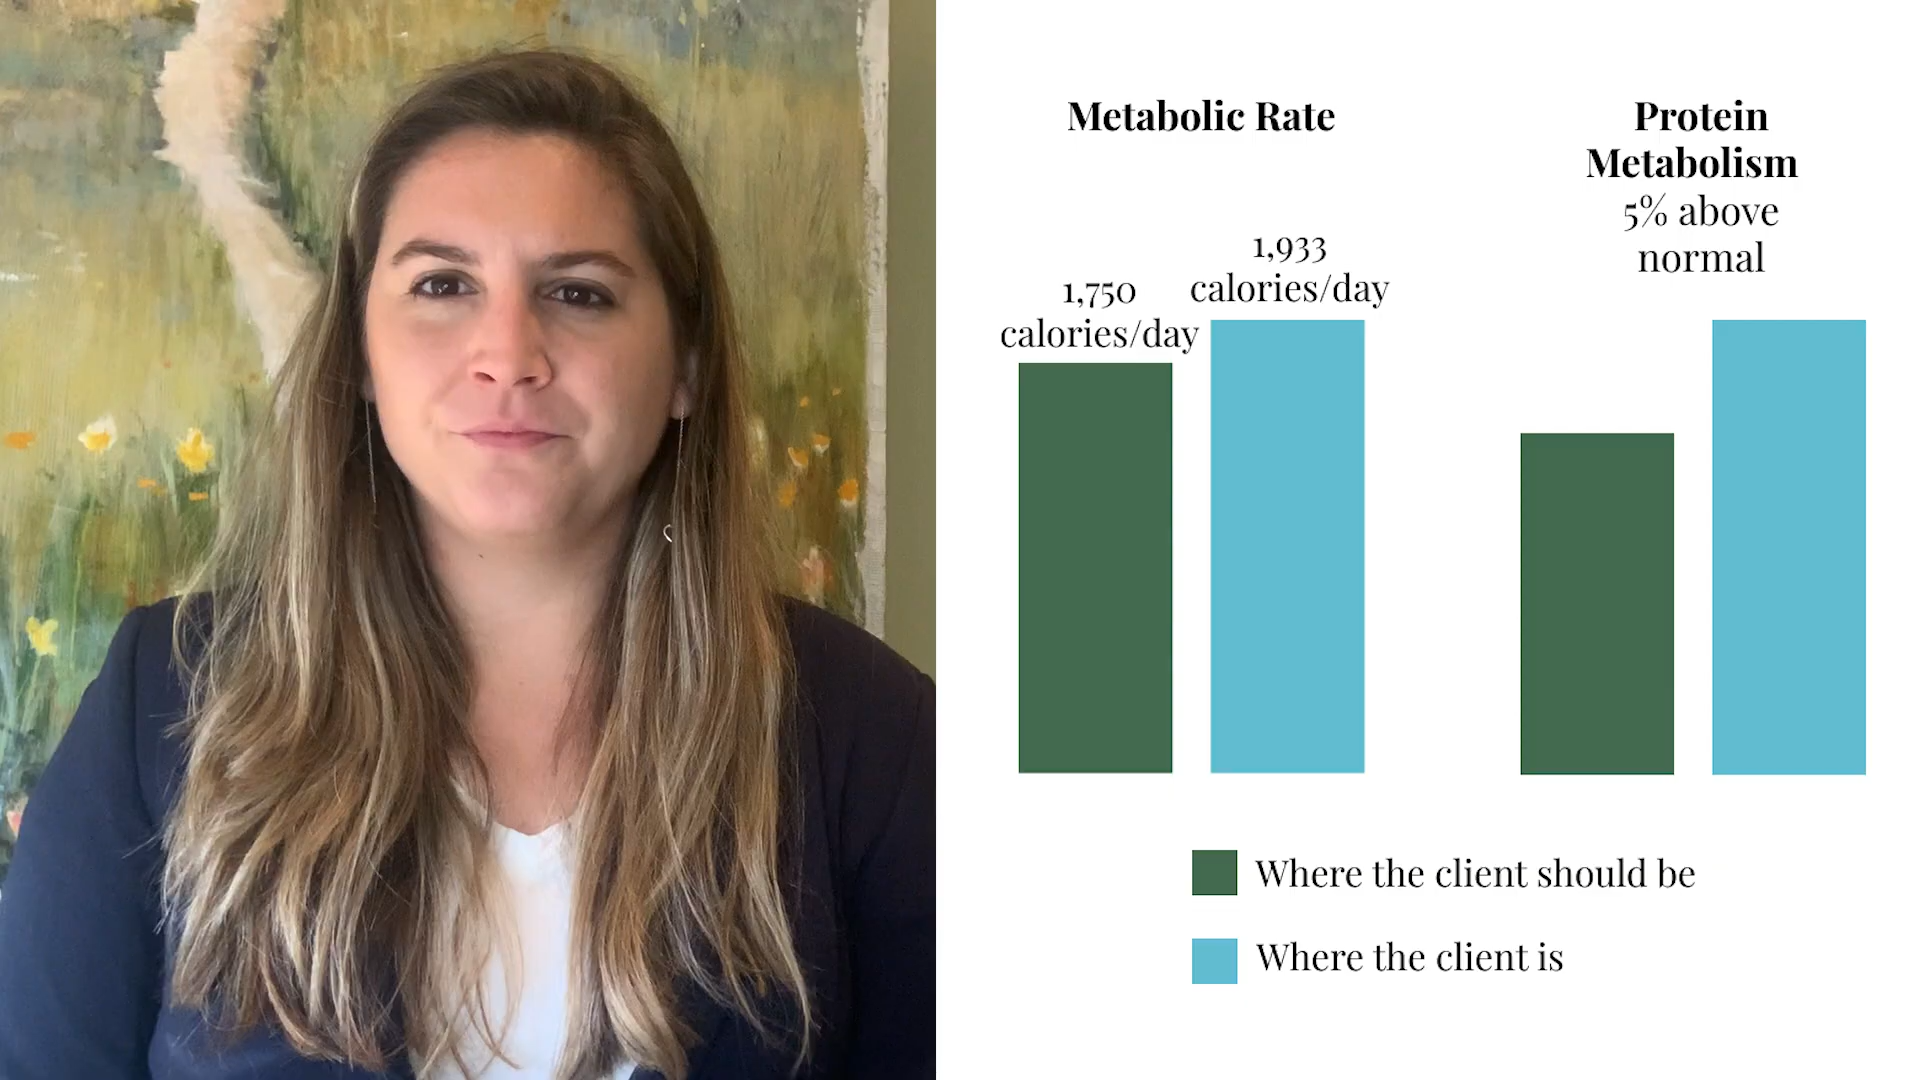 Metabolic Rate
1,750
calories/day
1,933
calories/day
Protein
Metabolism
5% above
normal
Where the client should be
Where the client is